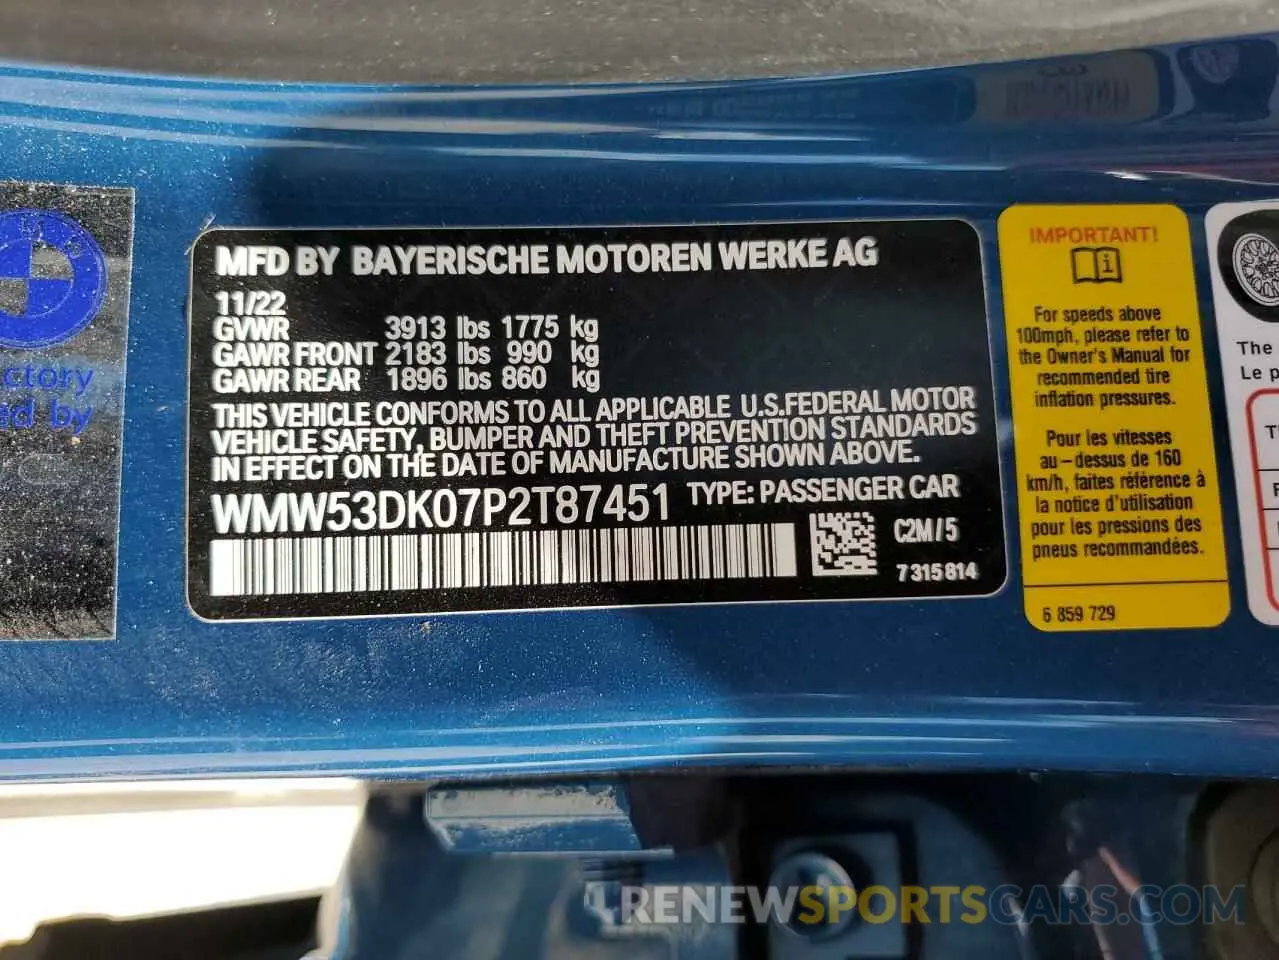 MFD BY BAYERISCHE MOTOREN WERKE AG
11/22
GVWR 3913 lbs 1775 kg
GAWR FRONT 2183 lbs 990 kg
GAWR REAR 1896 lbs 860 kg
THIS VEHICLE CONFORMS TO ALL APPLICABLE U.S.FEDERAL MOTOR
VEHICLE SAFETY, BUMPER AND THEFT PREVENTION STANDARDS
IN EFFECT ON THE DATE OF MANUFACTURE SHOWN ABOVE.
WMW53DK07P2T87451 TYPE: PASSENGER CAR
C2M/5
7315814
IMPORTANT!
For speeds above
100mph, please refer to
the Owner's Manual for
recommended tire
inflation pressures.
Pour les vitesses
au-dessus de 160
km/h, faites référence à
la notice d'utilisation
pour les pressions des
pneus recommandées.
6 859 729
The
Le p
ctory
ed by
RENEWSPORTSCARS.COM